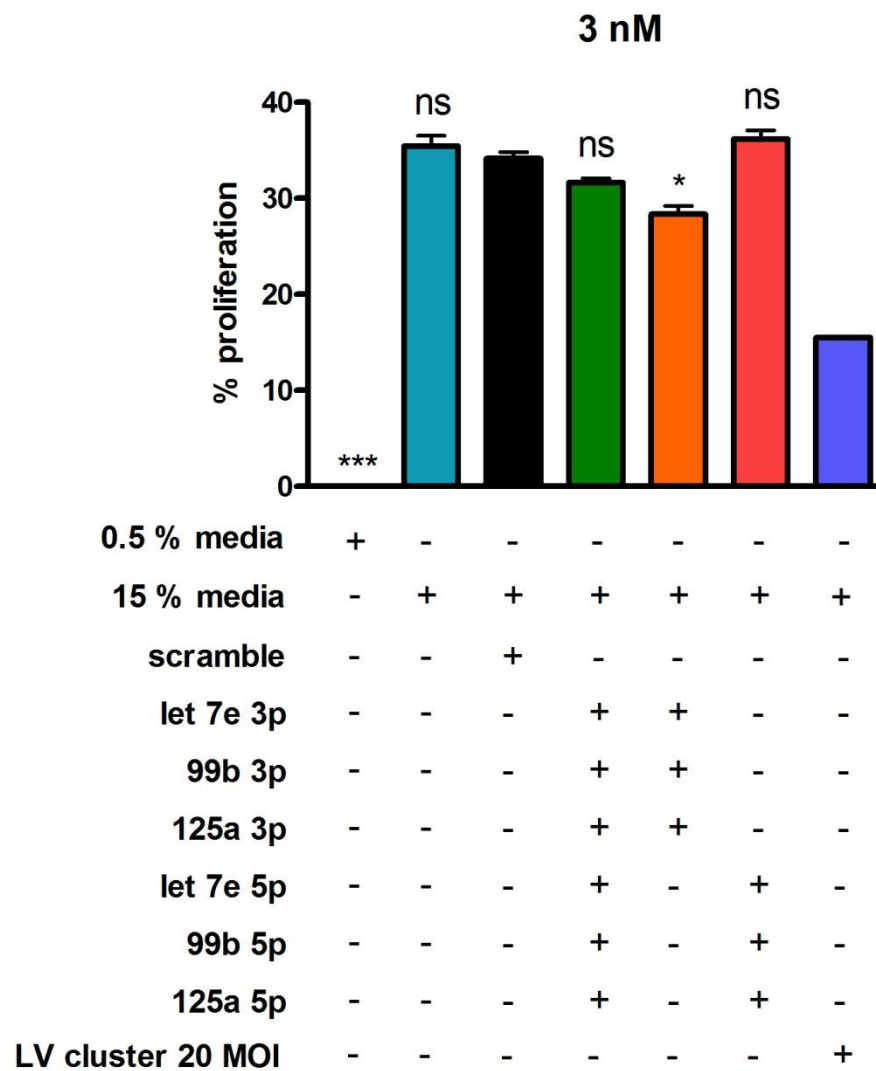 3 nM
40
30
20
10
0
% proliferation
*** ns ns * ns
0.5 % media + - - - - - -
15 % media - + + + + + +
scramble - - + - - - -
let 7e 3p - - - + + - -
99b 3p - - - + + - -
125a 3p - - - + + - -
let 7e 5p - - - + - + -
99b 5p - - - + - + -
125a 5p - - - + - + -
LV cluster 20 MOI - - - - - - +